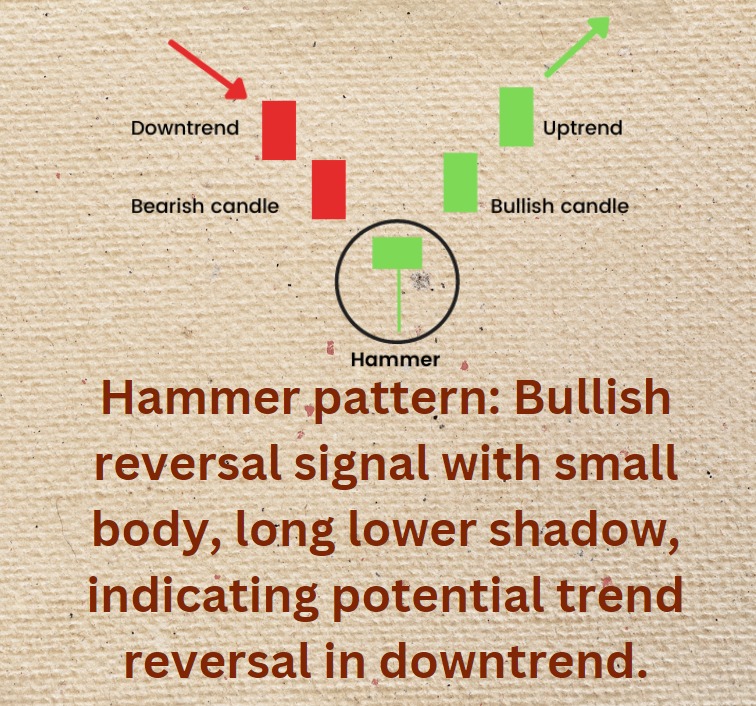 Downtrend
Uptrend
Bearish candle
Bullish candle
Hammer
Hammer pattern: Bullish
reversal signal with small
body, long lower shadow,
indicating potential trend
reversal in downtrend.